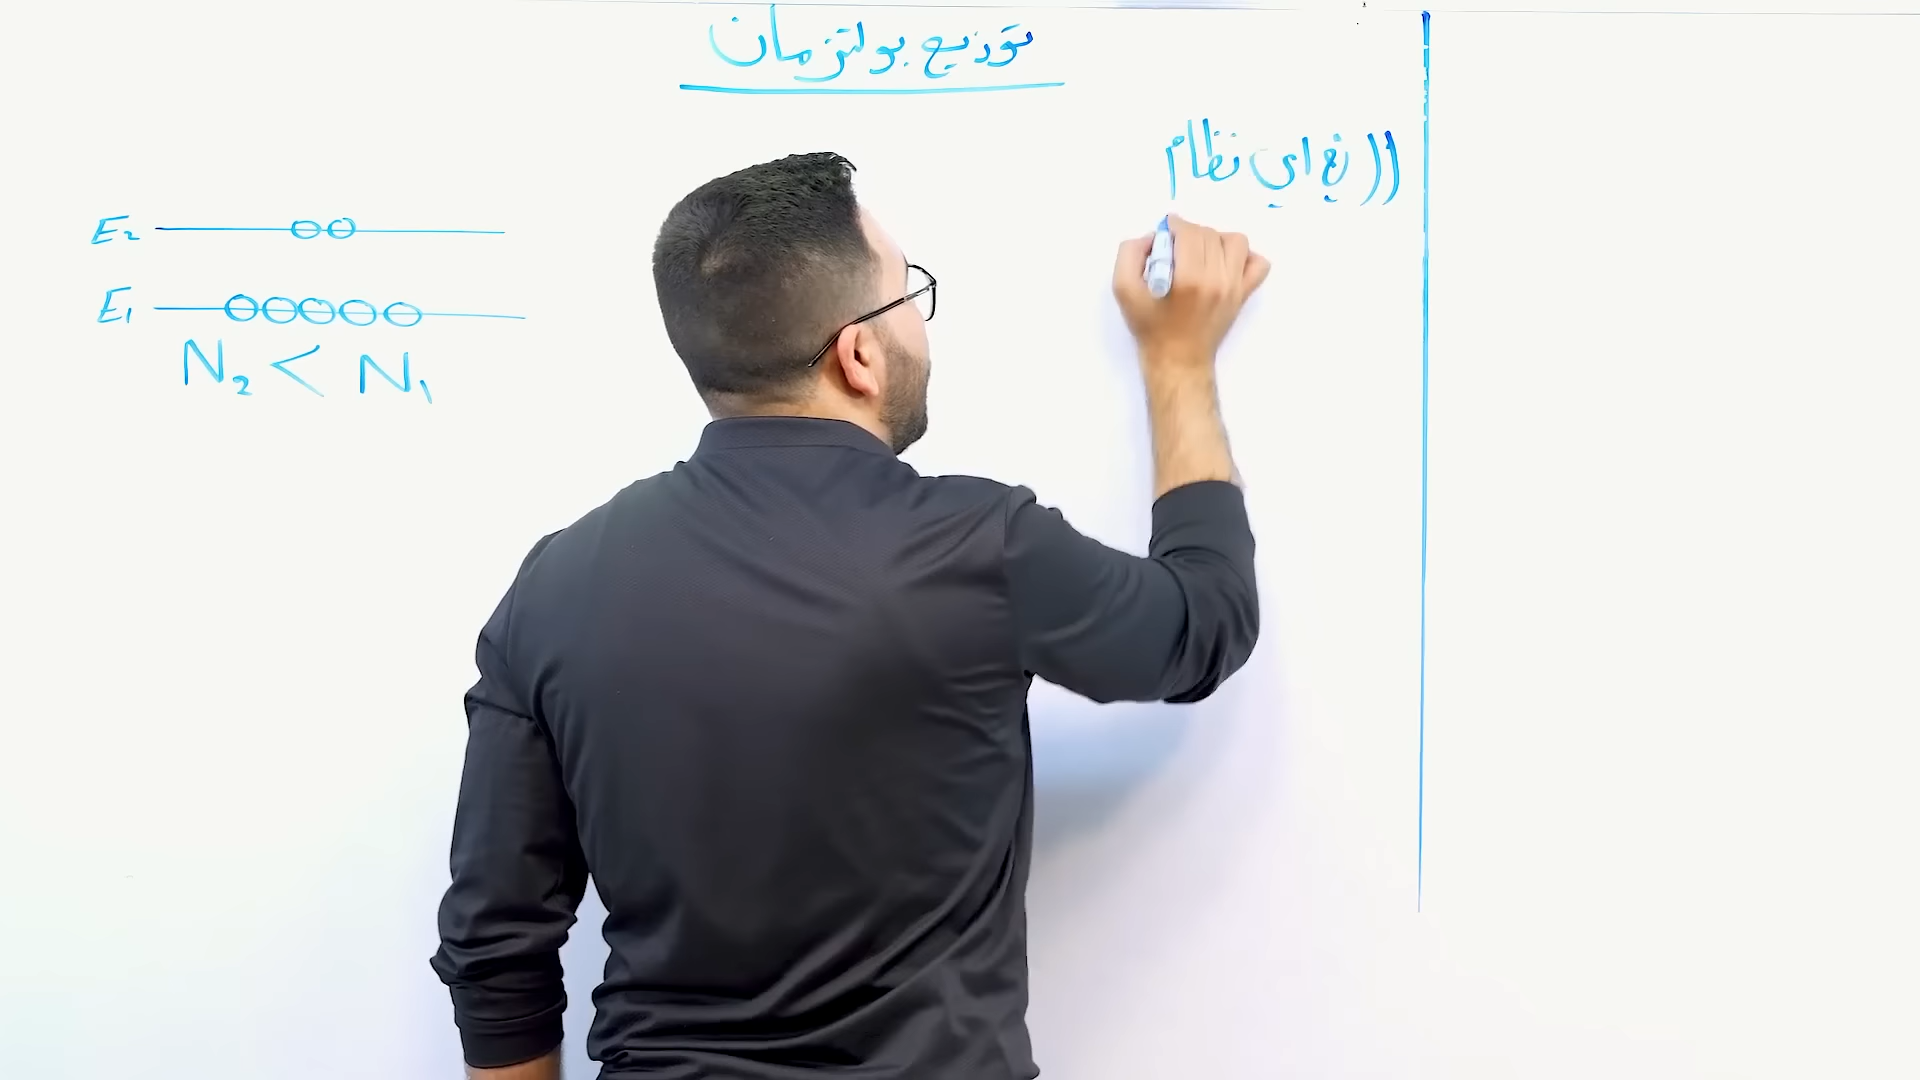 توزيع بولتزمان
(( في اي نظام
E₂
E₁
N₂ < N₁